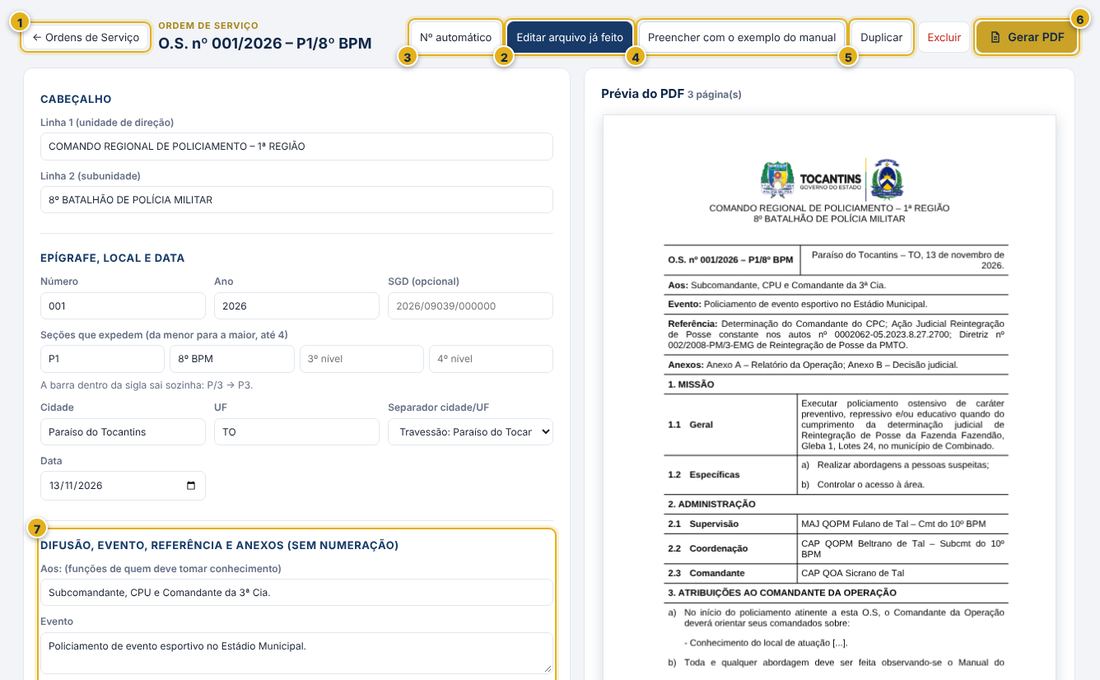 1
← Ordens de Serviço
ORDEM DE SERVIÇO
O.S. nº 001/2026 – P1/8º BPM
Nº automático
3
Editar arquivo já feito
2
Preencher com o exemplo do manual
4
Duplicar
5
Excluir
Gerar PDF
6
CABEÇALHO
Linha 1 (unidade de direção)
COMANDO REGIONAL DE POLICIAMENTO – 1ª REGIÃO
Linha 2 (subunidade)
8º BATALHÃO DE POLÍCIA MILITAR
EPÍGRAFE, LOCAL E DATA
Número
Ano
SGD (opcional)
001
2026
2026/09039/000000
Seções que expedem (da menor para a maior, até 4)
P1
8º BPM
3º nível
4º nível
A barra dentro da sigla sai sozinha: P/3 → P3.
Cidade
UF
Separador cidade/UF
Paraíso do Tocantins
TO
Travessão: Paraíso do Tocar
Data
13/11/2026
7
DIFUSÃO, EVENTO, REFERÊNCIA E ANEXOS (SEM NUMERAÇÃO)
Aos: (funções de quem deve tomar conhecimento)
Subcomandante, CPU e Comandante da 3ª Cia.
Evento
Policiamento de evento esportivo no Estádio Municipal.
Prévia do PDF 3 página(s)
TOCANTINS
GOVERNO DO ESTADO
COMANDO REGIONAL DE POLICIAMENTO – 1ª REGIÃO
8º BATALHÃO DE POLÍCIA MILITAR
O.S. nº 001/2026 – P1/8º BPM
Paraíso do Tocantins – TO, 13 de novembro de
2026.
Aos: Subcomandante, CPU e Comandante da 3ª Cia.
Evento: Policiamento de evento esportivo no Estádio Municipal.
Referência: Determinação do Comandante do CPC; Ação Judicial Reintegração
de Posse constante nos autos nº 0002062-05.2023.8.27.2700; Diretriz nº
002/2008-PM/3-EMG de Reintegração de Posse da PMTO.
Anexos: Anexo A – Relatório da Operação; Anexo B – Decisão judicial.
1. MISSÃO
1.1 Geral
Executar policiamento ostensivo de caráter
preventivo, repressivo e/ou educativo quando do
cumprimento da determinação judicial de
Reintegração de Posse da Fazenda Fazendão,
Gleba 1, Lotes 24, no município de Combinado.
1.2 Específicas
a) Realizar abordagens a pessoas suspeitas;
b) Controlar o acesso à área.
2. ADMINISTRAÇÃO
2.1 Supervisão
MAJ QOPM Fulano de Tal – Cmt do 10º BPM
2.2 Coordenação
CAP QOPM Beltrano de Tal – Subcmt do 10º
BPM
2.3 Comandante
CAP QOA Sicrano de Tal
3. ATRIBUIÇÕES AO COMANDANTE DA OPERAÇÃO
a) No início do policiamento atinente a esta O.S, o Comandante da Operação
deverá orientar seus comandados sobre:
- Conhecimento do local de atuação [...].
b) Toda e qualquer abordagem deve ser feita observando-se o Manual do